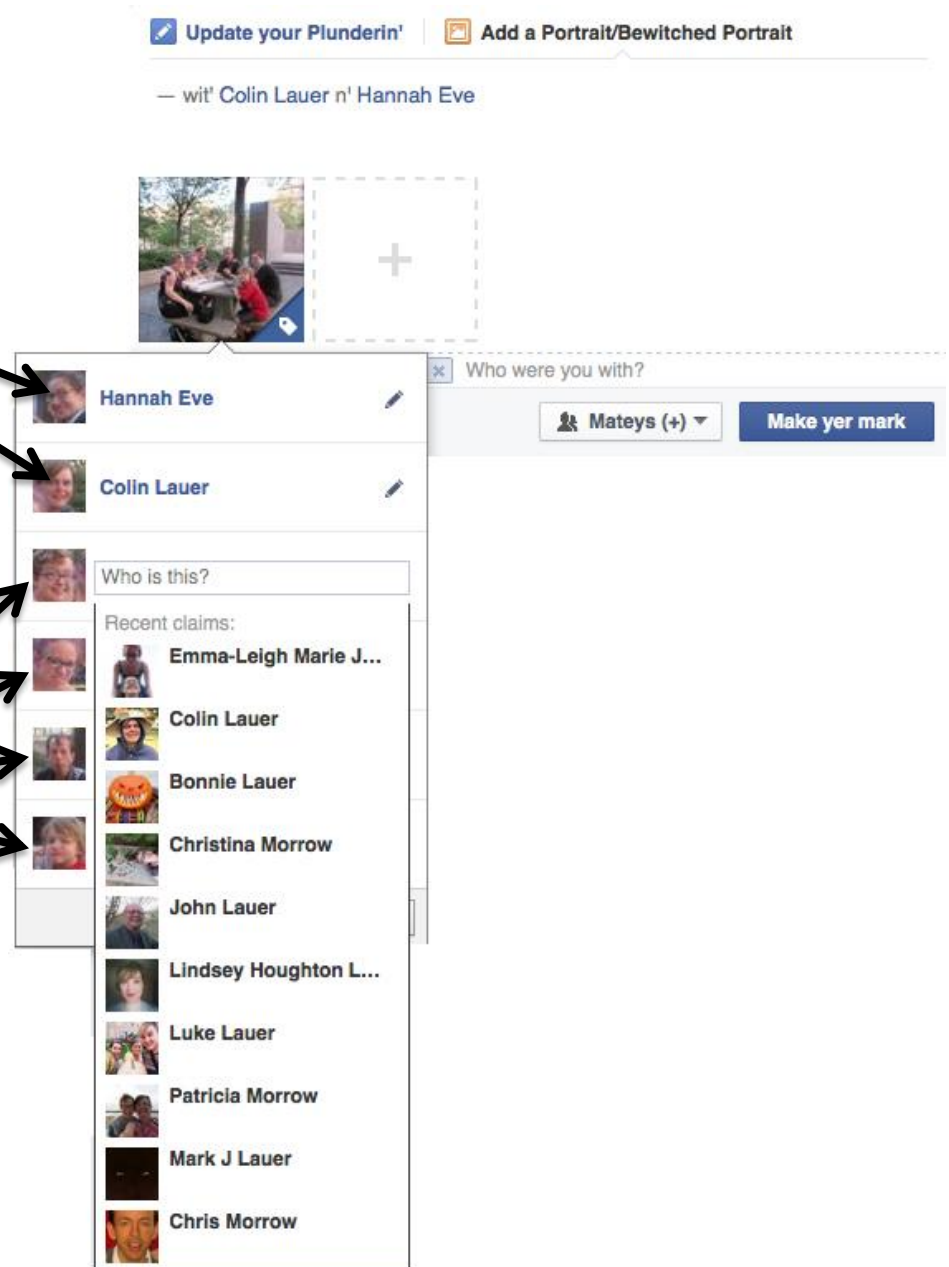 Update your Plunderin' Add a Portrait/Bewitched Portrait
— wit' Colin Lauer n' Hannah Eve
Who were you with?
Mateys (+) Make yer mark
Hannah Eve
Colin Lauer
Who is this?
Recent claims:
Emma-Leigh Marie J...
Colin Lauer
Bonnie Lauer
Christina Morrow
John Lauer
Lindsey Houghton L...
Luke Lauer
Patricia Morrow
Mark J Lauer
Chris Morrow